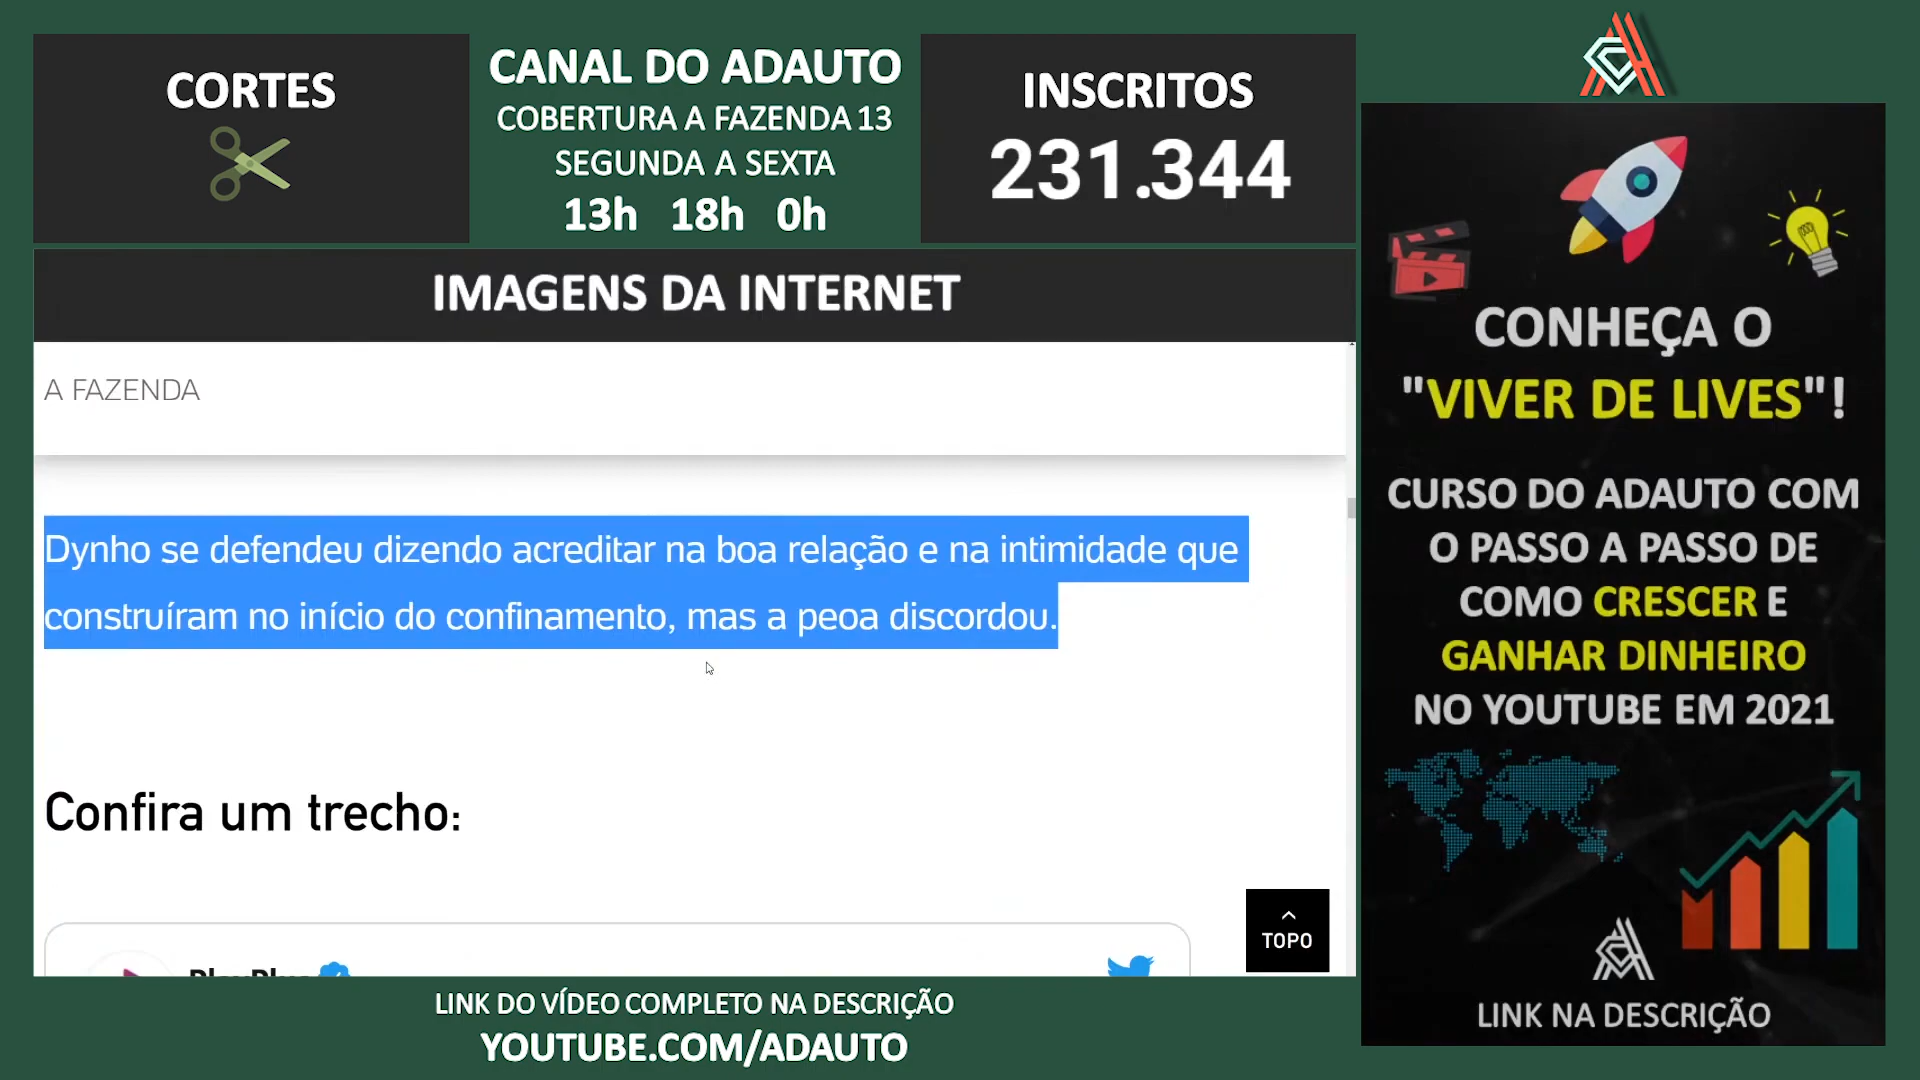 CORTES
CANAL DO ADAUTO
COBERTURA A FAZENDA 13
SEGUNDA A SEXTA
13h 18h 0h
INSCRITOS
231.344
IMAGENS DA INTERNET
A FAZENDA
Dynho se defendeu dizendo acreditar na boa relação e na intimidade que
construíram no início do confinamento, mas a peoa discordou.
Confira um trecho:
PlayPlus
TOPO
LINK DO VÍDEO COMPLETO NA DESCRIÇÃO
YOUTUBE.COM/ADAUTO
CONHEÇA O
"VIVER DE LIVES"!
CURSO DO ADAUTO COM
O PASSO A PASSO DE
COMO CRESCER E
GANHAR DINHEIRO
NO YOUTUBE EM 2021
LINK NA DESCRIÇÃO